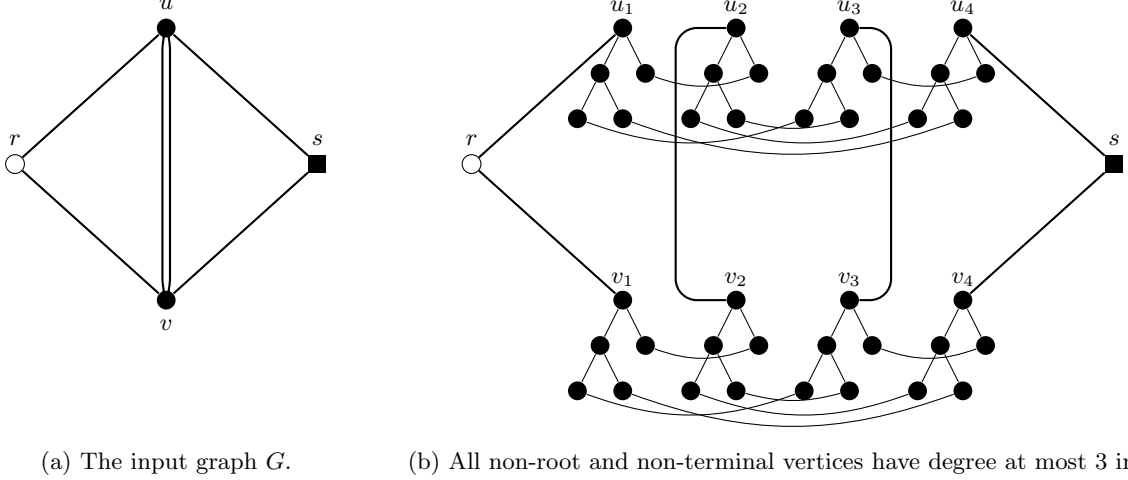 u
u₁ u₂ u₃ u₄
r s r s
v₁ v₂ v₃ v₄
v
(a) The input graph G.
(b) All non-root and non-terminal vertices have degree at most 3 in